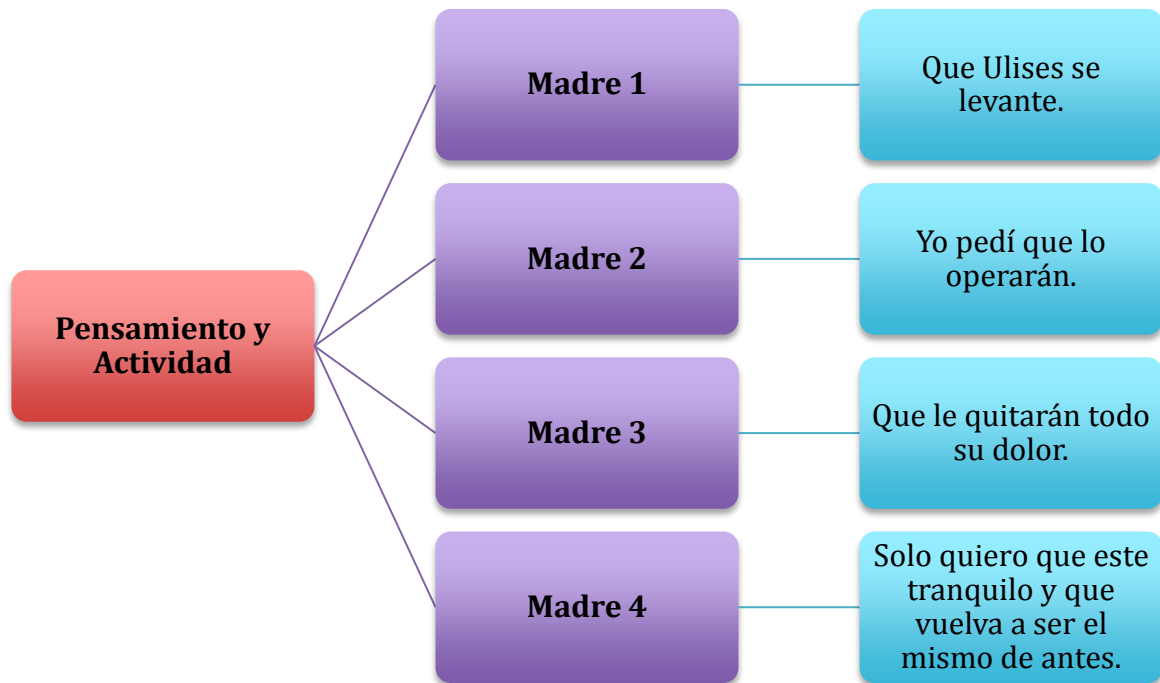 Pensamiento y
Actividad
Madre 1
Que Ulises se
levante.
Madre 2
Yo pedí que lo
operarán.
Madre 3
Que le quitarán todo
su dolor.
Madre 4
Solo quiero que este
tranquilo y que
vuelva a ser el
mismo de antes.